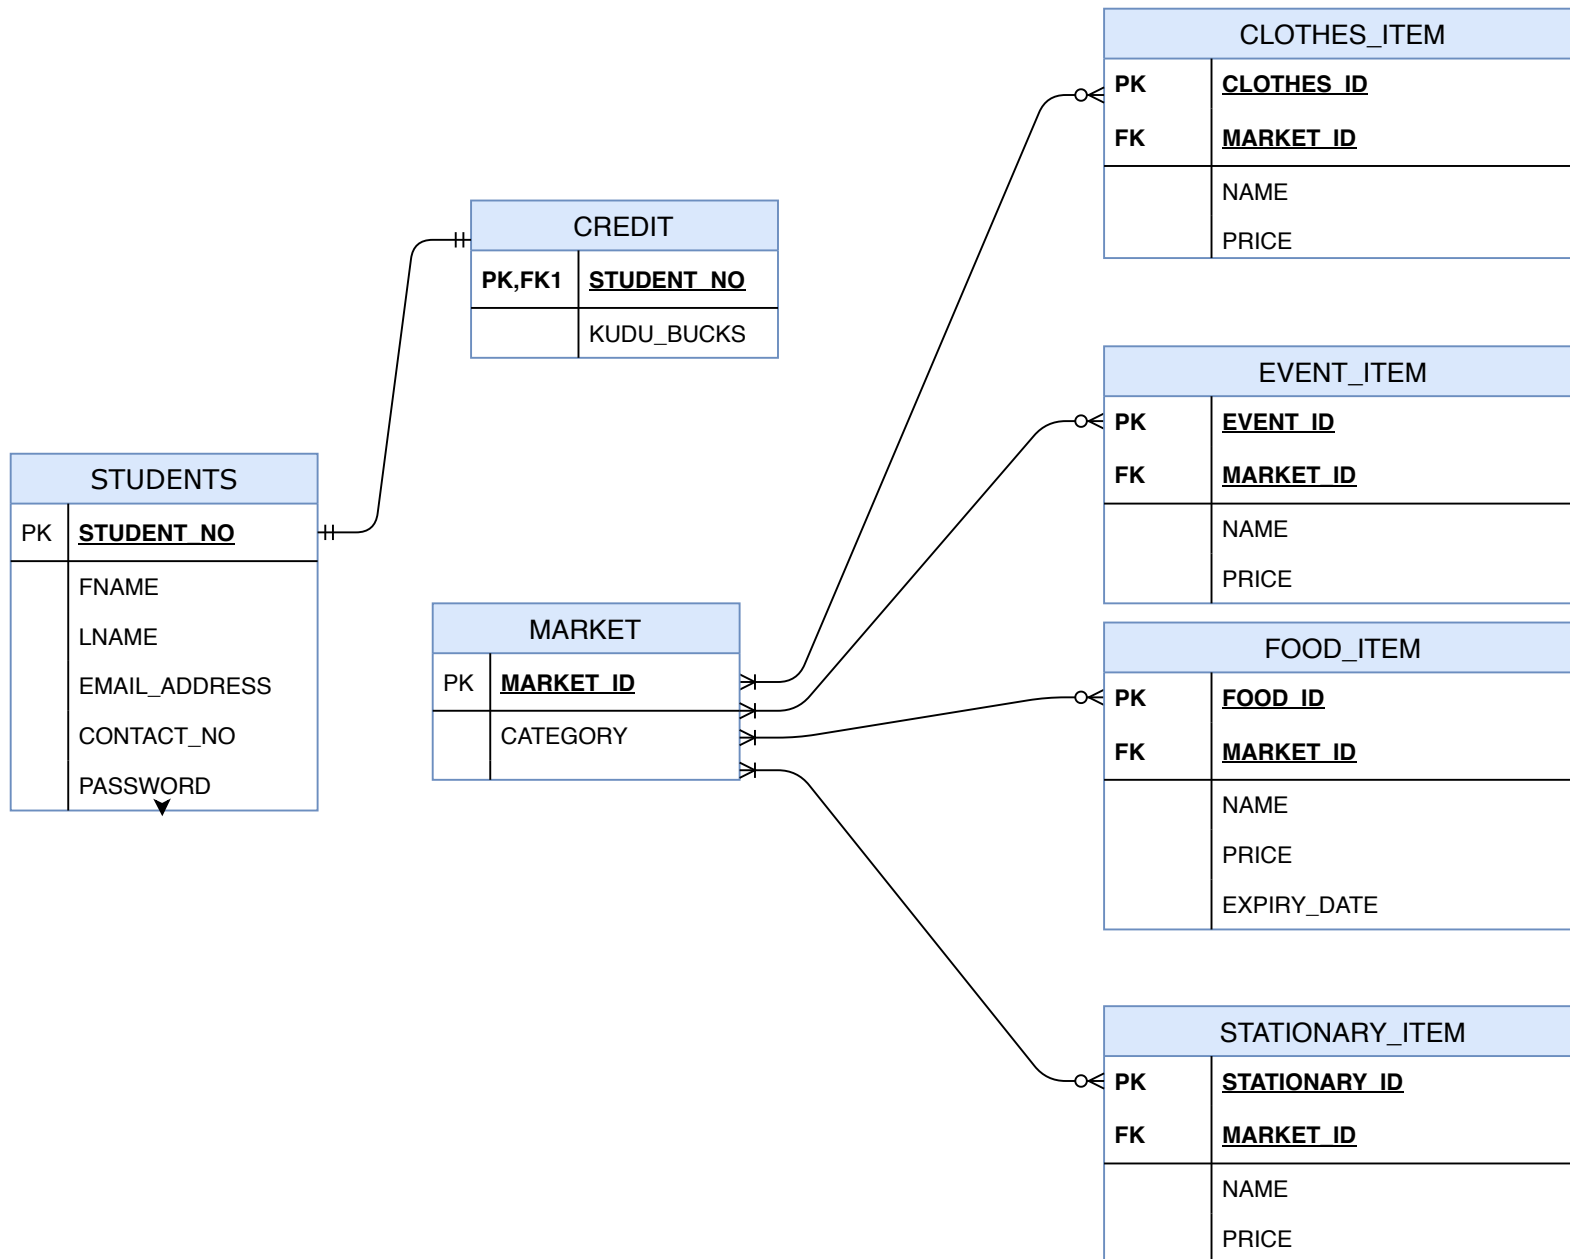 CLOTHES_ITEM
PK CLOTHES_ID
FK MARKET_ID
NAME
PRICE
CREDIT
PK,FK1 STUDENT_NO
KUDU_BUCKS
EVENT_ITEM
PK EVENT_ID
FK MARKET_ID
NAME
PRICE
STUDENTS
PK STUDENT_NO
FNAME
LNAME
EMAIL_ADDRESS
CONTACT_NO
PASSWORD
MARKET
PK MARKET_ID
CATEGORY
FOOD_ITEM
PK FOOD_ID
FK MARKET_ID
NAME
PRICE
EXPIRY_DATE
STATIONARY_ITEM
PK STATIONARY_ID
FK MARKET_ID
NAME
PRICE